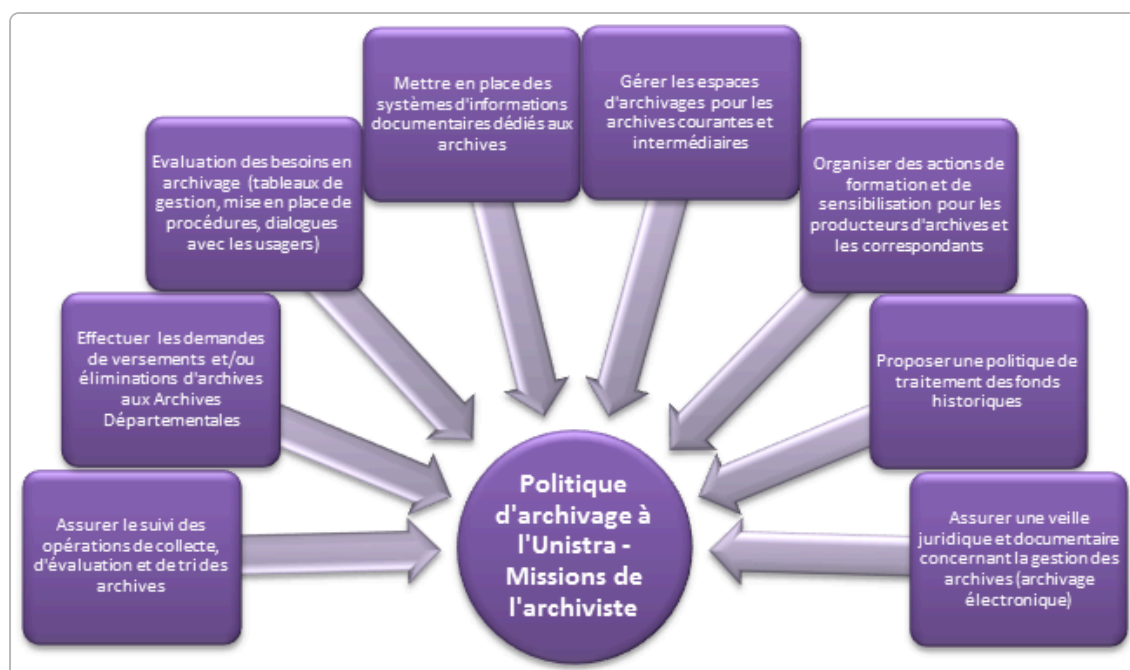 Mettre en place des
systèmes d'informations
documentaires dédiés aux
archives
Gérer les espaces
d'archivages pour les
archives courantes et
intermédiaires
Evaluation des besoins en
archivage (tableaux de
gestion, mise en place de
procédures, dialogues
avec les usagers)
Organiser des actions de
formation et de
sensibilisation pour les
producteurs d'archives et
les correspondants
Effectuer les demandes
de versements et/ou
éliminations d'archives
aux Archives
Départementales
Proposer une politique de
traitement des fonds
historiques
Assurer le suivi des
opérations de collecte,
d'évaluation et de tri des
archives
Politique
d'archivage à
l'Unistra -
Missions de
l'archiviste
Assurer une veille
juridique et documentaire
concernant la gestion des
archives (archivage
électronique)